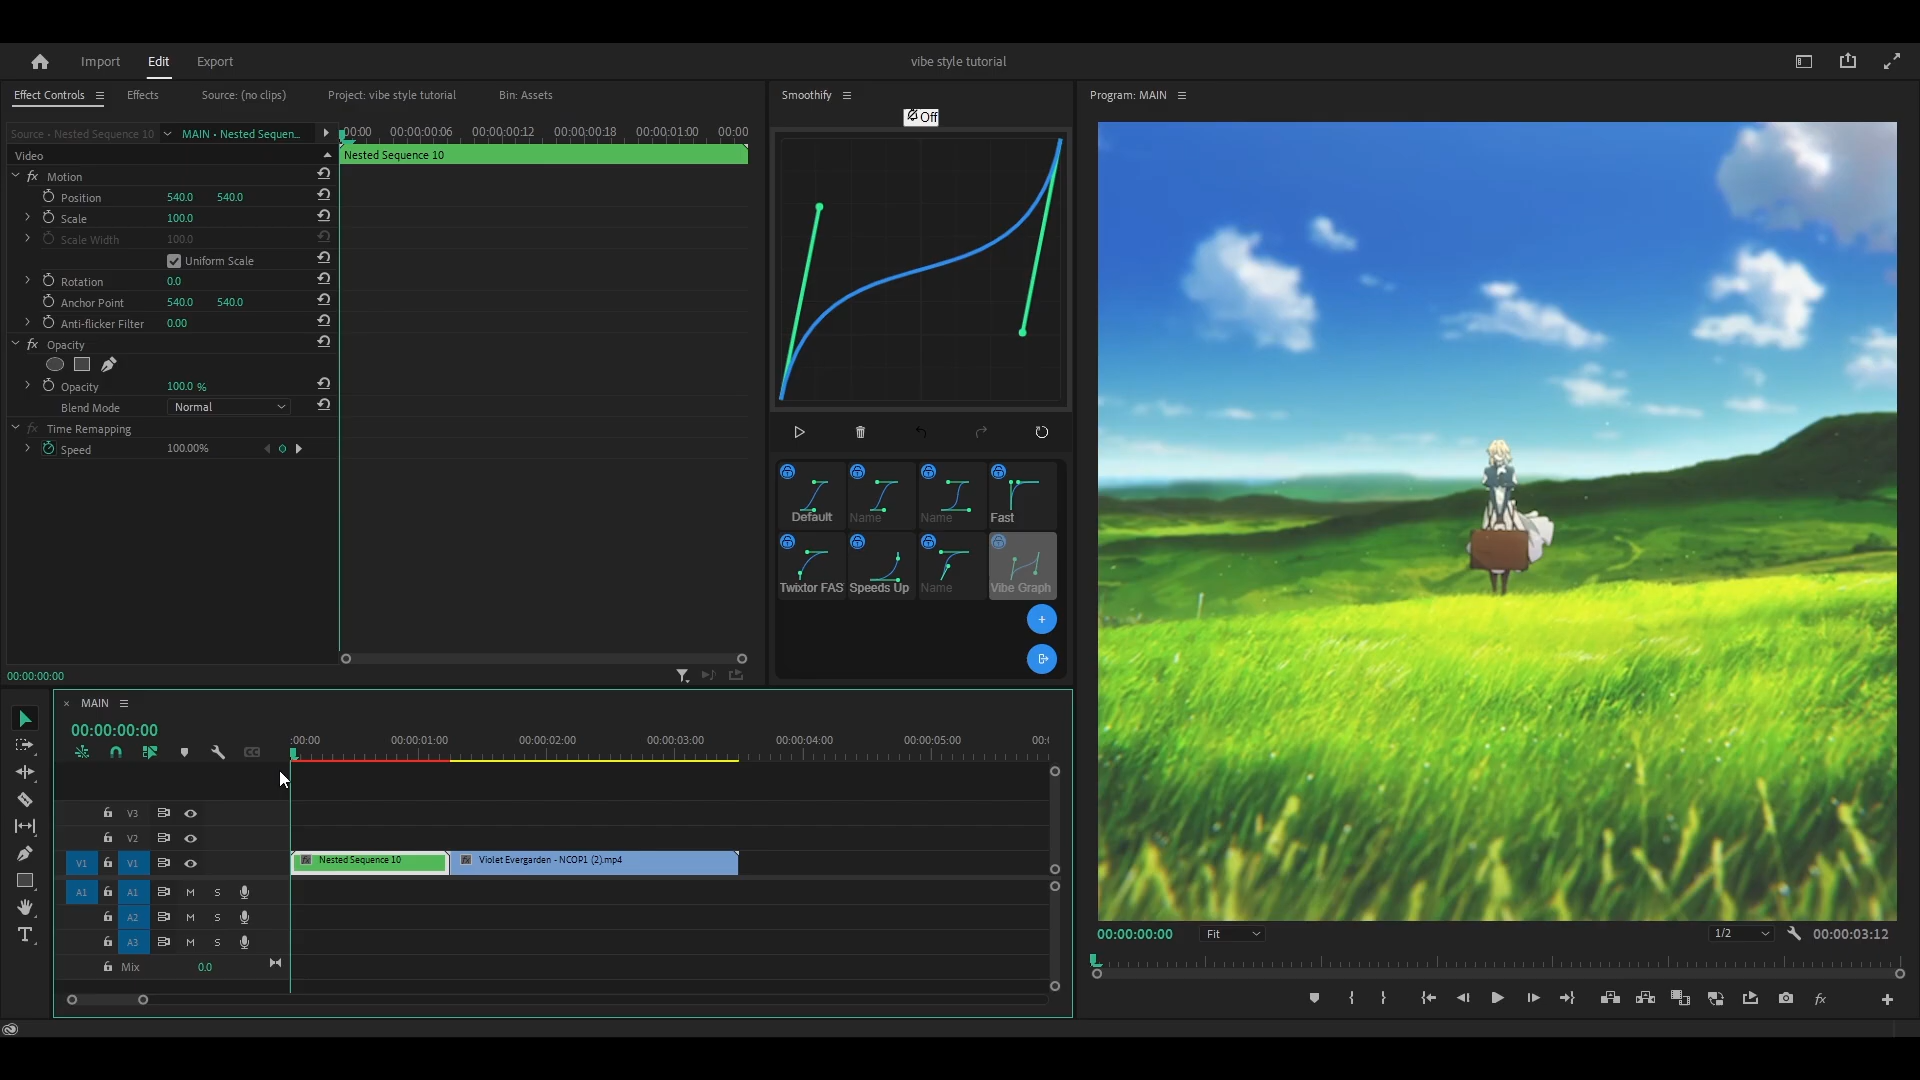 Import Edit Export vibe style tutorial
Effect Controls Effects Source: (no clips) Project: vibe style tutorial Bin: Assets
Smoothify
Program: MAIN
Off
Source • Nested Sequence 10 MAIN • Nested Sequen...
:00:00 00:00:00:06 00:00:00:12 00:00:00:18 00:00:01:00 00:00
Video
Nested Sequence 10
fx Motion
Position 540.0 540.0
Scale 100.0
Scale Width 100.0
Uniform Scale
Rotation 0.0
Anchor Point 540.0 540.0
Anti-flicker Filter 0.00
fx Opacity
Opacity 100.0 %
Blend Mode Normal
fx Time Remapping
Speed 100.00%
Default Name Name Fast
Twixtor FAS Speeds Up Name Vibe Graph
00:00:00:00
× MAIN
00:00:00:00
:00:00 00:00:01:00 00:00:02:00 00:00:03:00 00:00:04:00 00:00:05:00 00:(
CC
V3
V2
V1 V1
fx Nested Sequence 10 fx Violet Evergarden - NCOP1 (2).mp4
A1 A1 M S
A2 M S
A3 M S
Mix 0.0
00:00:00:00 Fit 1/2 00:00:03:12
fx